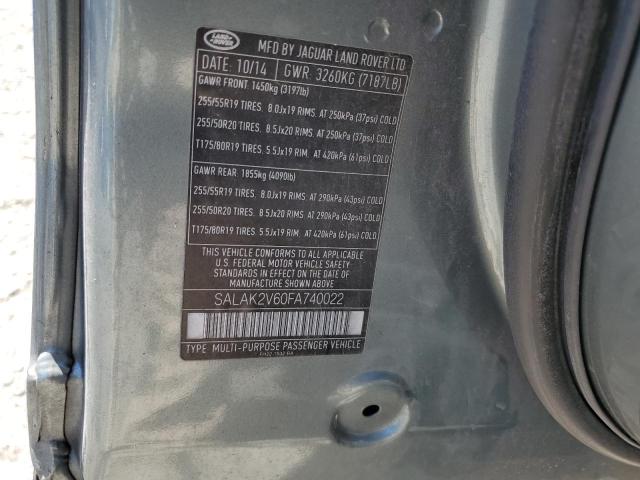 LAND ROVER
MFD BY JAGUAR LAND ROVER LTD
DATE: 10/14 GWR: 3260KG (7187LB)
GAWR FRONT: 1450kg (3197lb)
255/55R19 TIRES. 8.0Jx19 RIMS. AT 250kPa (37psi) COLD
255/50R20 TIRES. 8.5Jx20 RIMS. AT 250kPa (37psi) COLD
T175/80R19 TIRES. 5.5Jx19 RIM. AT 420kPa (61psi) COLD
GAWR REAR: 1855kg (4090lb)
255/55R19 TIRES. 8.0Jx19 RIMS. AT 290kPa (43psi) COLD
255/50R20 TIRES. 8.5Jx20 RIMS. AT 290kPa (43psi) COLD
T175/80R19 TIRES. 5.5Jx19 RIM. AT 420kPa (61psi) COLD
THIS VEHICLE CONFORMS TO ALL APPLICABLE
U.S. FEDERAL MOTOR VEHICLE SAFETY
STANDARDS IN EFFECT ON THE DATE OF
MANUFACTURE SHOWN ABOVE
SALAK2V60FA740022
TYPE: MULTI-PURPOSE PASSENGER VEHICLE